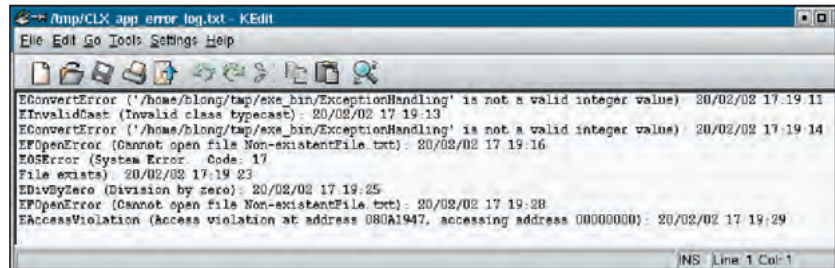 /tmp/CLX_app_error_log.txt - KEdit
File Edit Go Tools Settings Help
EConvertError ('/home/blong/tmp/exe_bin/ExceptionHandling' is not a valid integer value): 20/02/02 17:19:11
EInvalidCast (Invalid class typecast): 20/02/02 17:19:13
EConvertError ('/home/blong/tmp/exe_bin/ExceptionHandling' is not a valid integer value): 20/02/02 17:19:14
EFOpenError (Cannot open file Non-existentFile.txt): 20/02/02 17:19:16
EOSError (System Error. Code: 17
File exists): 20/02/02 17:19:23
EDivByZero (Division by zero): 20/02/02 17:19:25
EFOpenError (Cannot open file Non-existentFile.txt): 20/02/02 17:19:28
EAccessViolation (Access violation at address 080A1947, accessing address 00000000): 20/02/02 17:19:29
INS Line: 1 Col: 1